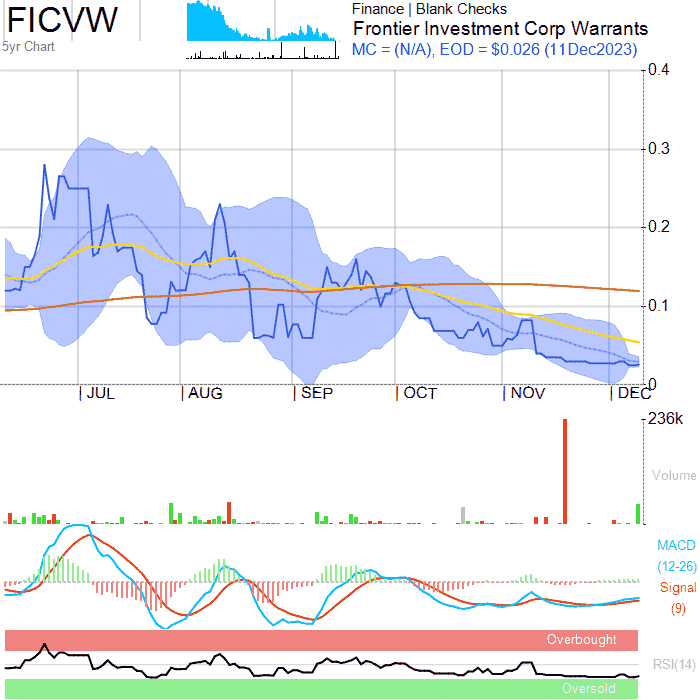 FICVW
5yr Chart
Finance | Blank Checks
Frontier Investment Corp Warrants
MC = (N/A), EOD = $0.026 (11Dec2023)
0.4
0.3
0.2
0.1
0
| JUL | AUG | SEP | OCT | NOV | DEC
236k
Volume
MACD
(12-26)
Signal
(9)
Overbought
RSI(14)
Oversold